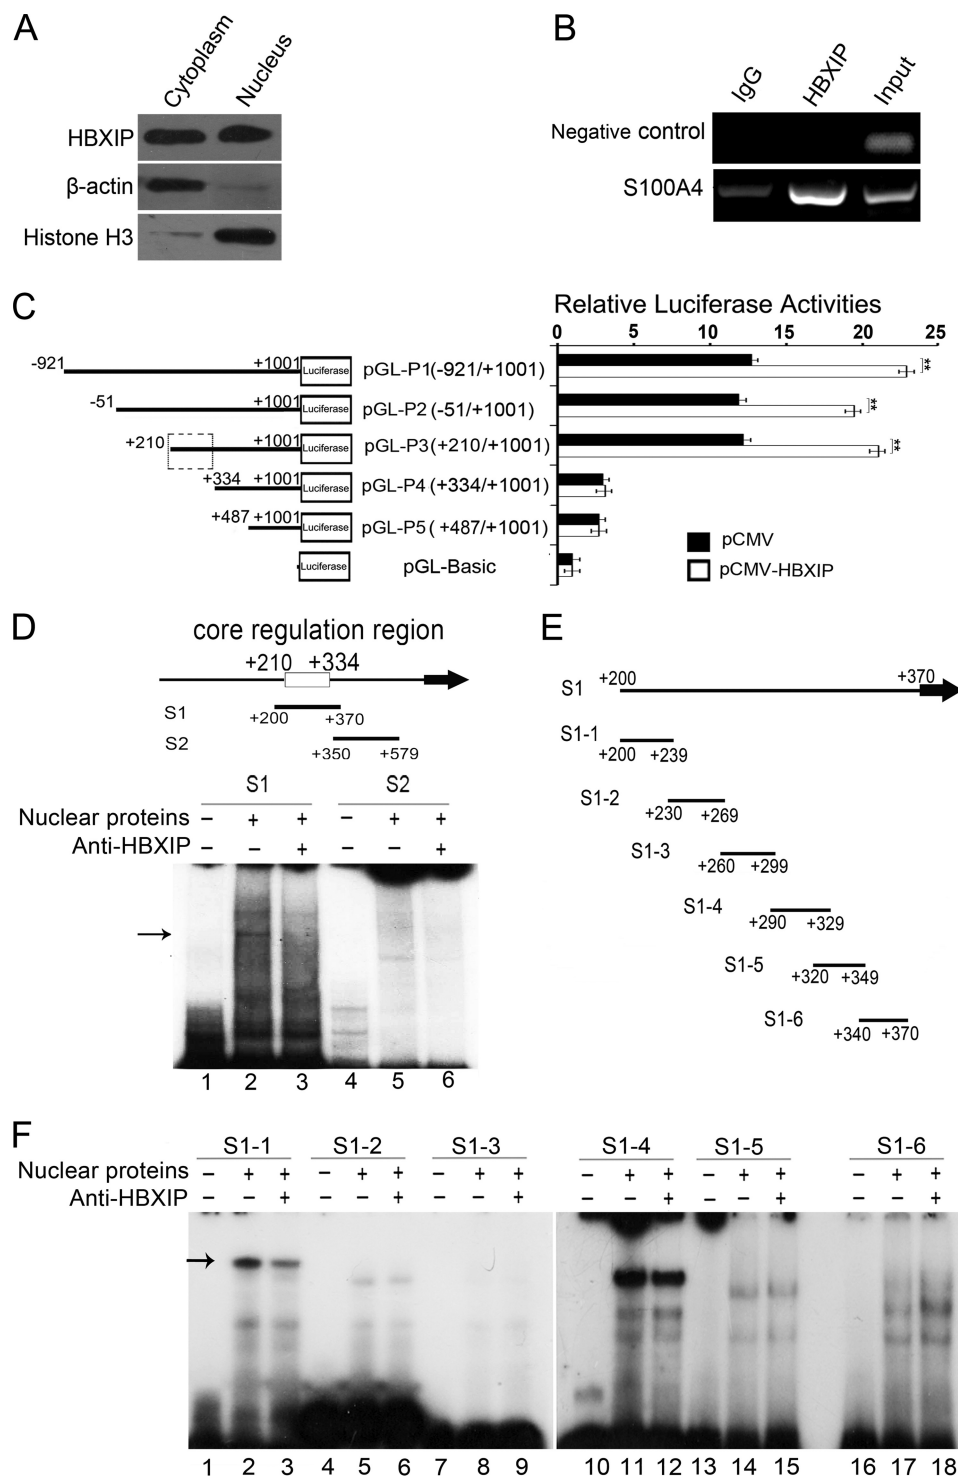 A
Cytoplasm
Nucleus
HBXIP
β-actin
Histone H3
B
IgG
HBXIP
Input
Negative control
S100A4
C
Relative Luciferase Activities
0 5 10 15 20 25
-921 +1001 Luciferase pGL-P1(-921/+1001) **
-51 +1001 Luciferase pGL-P2 (-51/+1001) **
+210 +1001 Luciferase pGL-P3(+210/+1001) **
+334 +1001 Luciferase pGL-P4 (+334/+1001)
+487 +1001 Luciferase pGL-P5 ( +487/+1001)
Luciferase pGL-Basic
pCMV
pCMV-HBXIP
D
core regulation region
+210 +334
S1
+200 +370
S2
+350 +579
S1 S2
Nuclear proteins − + + − + +
Anti-HBXIP − − + − − +
1 2 3 4 5 6
E
+200 +370
S1
S1-1
+200 +239
S1-2
+230 +269
S1-3
+260 +299
S1-4
+290 +329
S1-5
+320 +349
S1-6
+340 +370
F
S1-1 S1-2 S1-3 S1-4 S1-5 S1-6
Nuclear proteins − + + − + + − + + − + + − + + − + +
Anti-HBXIP − − + − − + − − + − − + − − + − − +
1 2 3 4 5 6 7 8 9 10 11 12 13 14 15 16 17 18